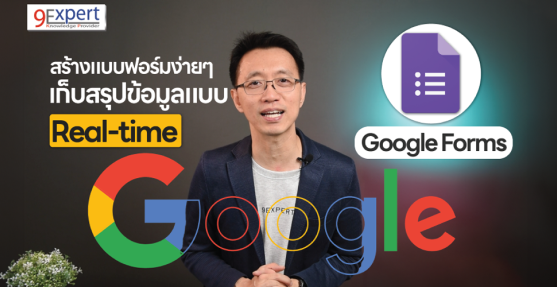 9Expert
Knowledge Provider
สร้างแบบฟอร์มง่ายๆ
เก็บสรุปข้อมูลแบบ
Real-time
Google Forms
9EXPERT
Google